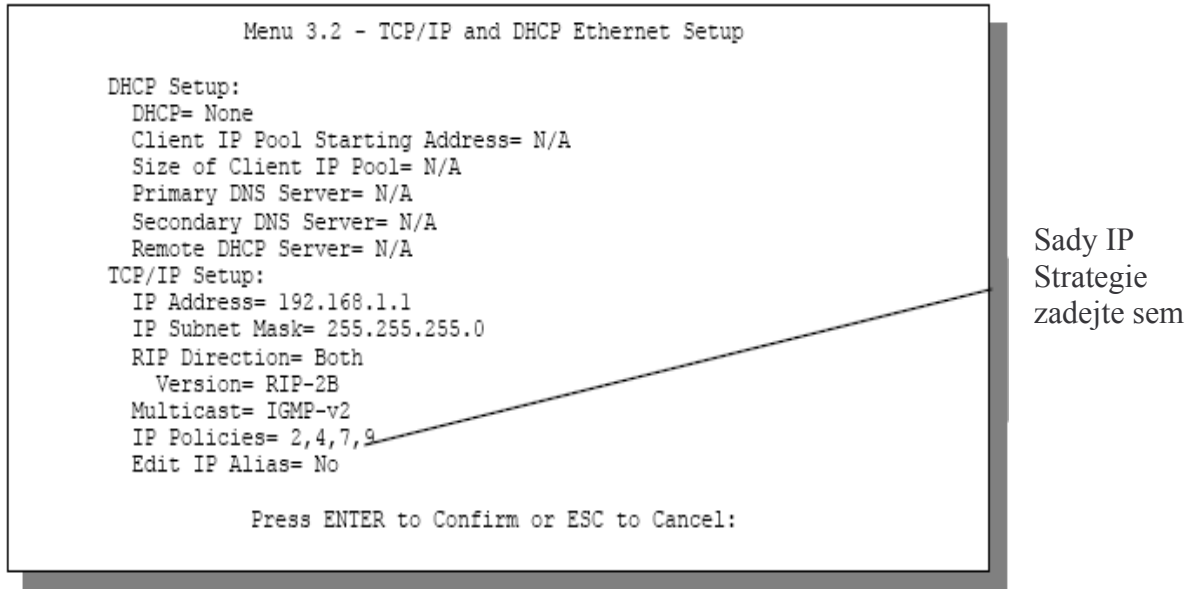 Menu 3.2 - TCP/IP and DHCP Ethernet Setup
DHCP Setup:
DHCP= None
Client IP Pool Starting Address= N/A
Size of Client IP Pool= N/A
Primary DNS Server= N/A
Secondary DNS Server= N/A
Remote DHCP Server= N/A
TCP/IP Setup:
IP Address= 192.168.1.1
IP Subnet Mask= 255.255.255.0
RIP Direction= Both
Version= RIP-2B
Multicast= IGMP-v2
IP Policies= 2,4,7,9
Edit IP Alias= No
Press ENTER to Confirm or ESC to Cancel:
Sady IP
Strategie
zadejte sem